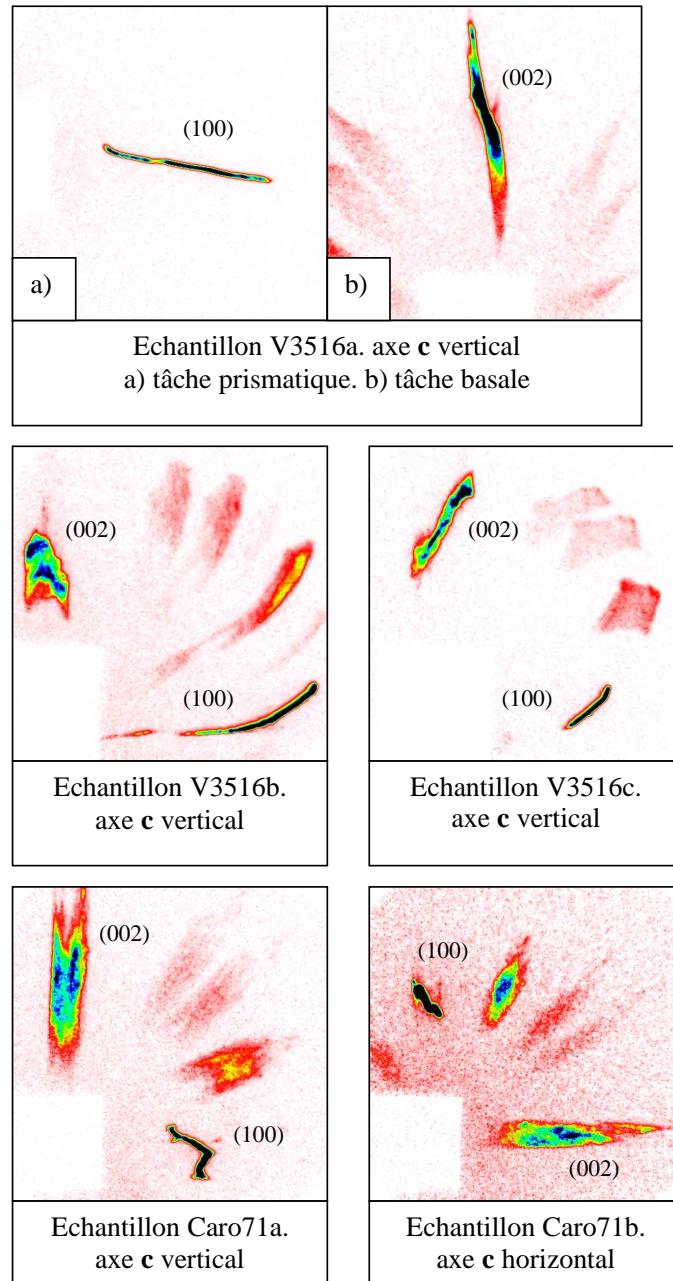 (100)
(002)
a)
b)
Echantillon V3516a. axe c vertical
a) tâche prismatique. b) tâche basale
(002)
(100)
Echantillon V3516b.
axe c vertical
(002)
(100)
Echantillon V3516c.
axe c vertical
(002)
(100)
Echantillon Caro71a.
axe c vertical
(100)
(002)
Echantillon Caro71b.
axe c horizontal